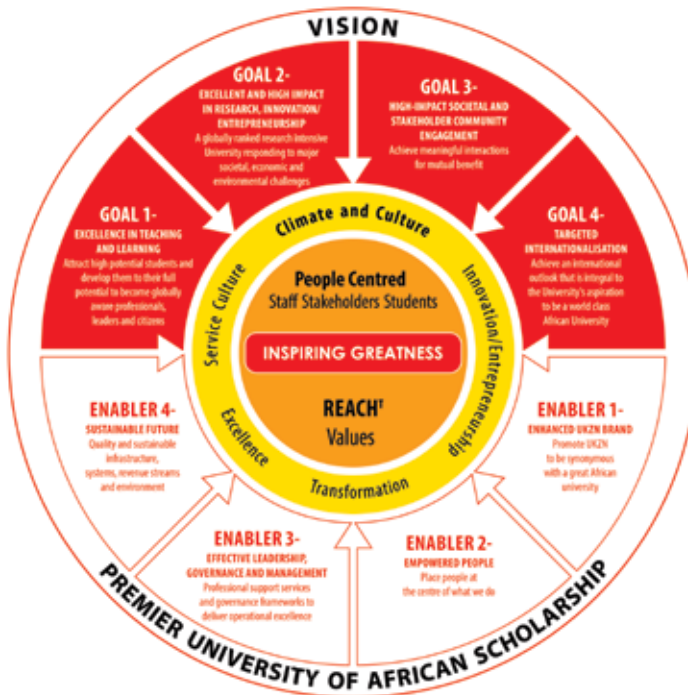 VISION
GOAL 1-
EXCELLENCE IN TEACHING
AND LEARNING
Attract high potential students and
develop them to their full
potential to become globally
aware professionals,
leaders and citizens
GOAL 2-
EXCELLENT AND HIGH IMPACT
IN RESEARCH, INNOVATION/
ENTREPRENEURSHIP
A globally ranked research intensive
University responding to major
societal, economic and
environmental challenges
GOAL 3-
HIGH-IMPACT SOCIETAL AND
STAKEHOLDER COMMUNITY
ENGAGEMENT
Achieve meaningful interactions
for mutual benefit
GOAL 4-
TARGETED
INTERNATIONALISATION
Achieve an international
outlook that is integral to
the University's aspiration
to be a world class
African University
Climate and Culture
Innovation/Entrepreneurship
Transformation
Excellence
Service Culture
People Centred
Staff Stakeholders Students
INSPIRING GREATNESS
REACH†
Values
ENABLER 1-
ENHANCED UKZN BRAND
Promote UKZN
to be synonymous
with a great African
university
ENABLER 2-
EMPOWERED PEOPLE
Place people at
the centre of what we do
ENABLER 3-
EFFECTIVE LEADERSHIP,
GOVERNANCE AND MANAGEMENT
Professional support services
and governance frameworks to
deliver operational excellence
ENABLER 4-
SUSTAINABLE FUTURE
Quality and sustainable
infrastructure,
systems, revenue streams
and environment
PREMIER UNIVERSITY OF AFRICAN SCHOLARSHIP